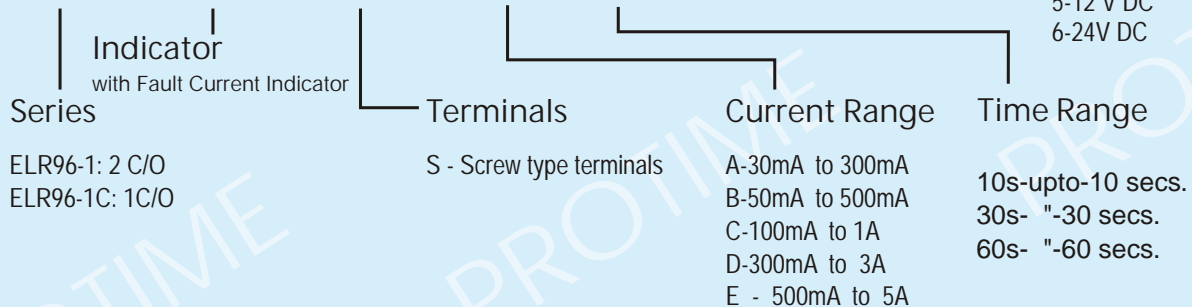 5-12 V DC
6-24V DC
Indicator
with Fault Current Indicator
Series
ELR96-1: 2 C/O
ELR96-1C: 1C/O
Terminals
S - Screw type terminals
Current Range
A-30mA to 300mA
B-50mA to 500mA
C-100mA to 1A
D-300mA to 3A
E - 500mA to 5A
Time Range
10s-upto-10 secs.
30s- "-30 secs.
60s- "-60 secs.
PROTIME